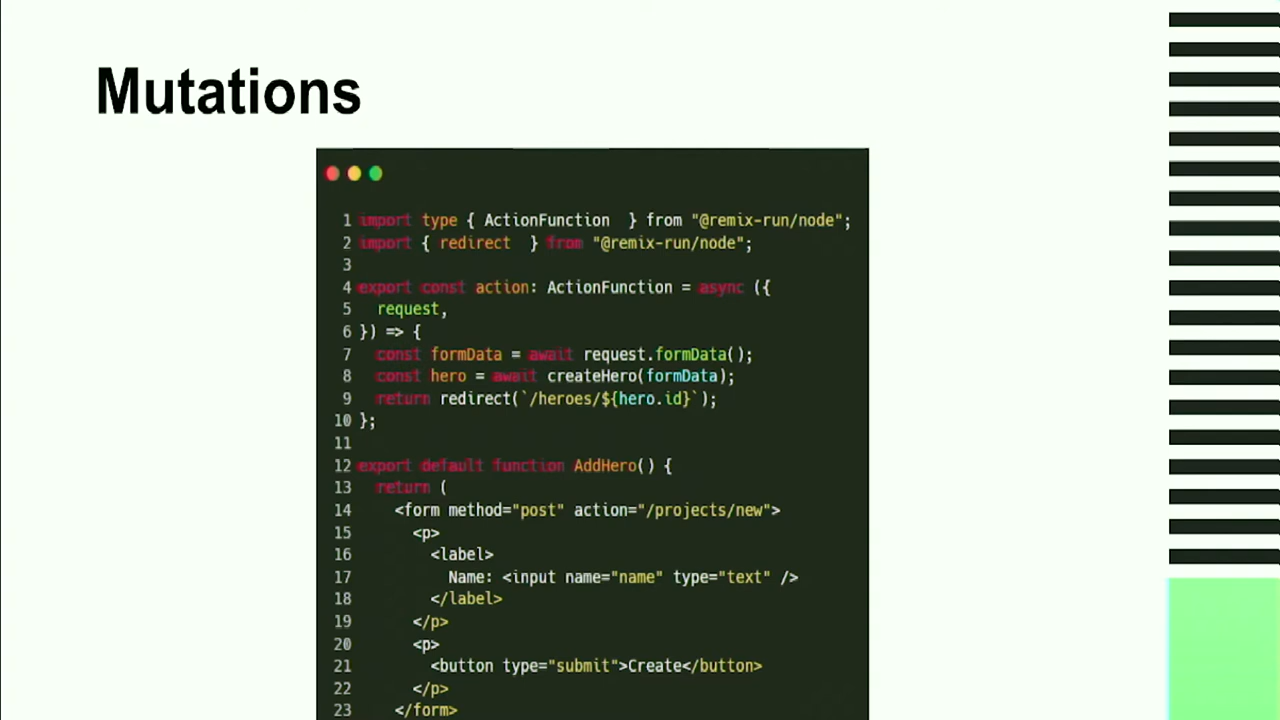 Mutations
1 import type { ActionFunction } from "@remix-run/node";
2 import { redirect } from "@remix-run/node";
3
4 export const action: ActionFunction = async ({
5 request,
6 }) => {
7 const formData = await request.formData();
8 const hero = await createHero(formData);
9 return redirect(`/heroes/${hero.id}`);
10 };
11
12 export default function AddHero() {
13 return (
14 <form method="post" action="/projects/new">
15 <p>
16 <label>
17 Name: <input name="name" type="text" />
18 </label>
19 </p>
20 <p>
21 <button type="submit">Create</button>
22 </p>
23 </form>